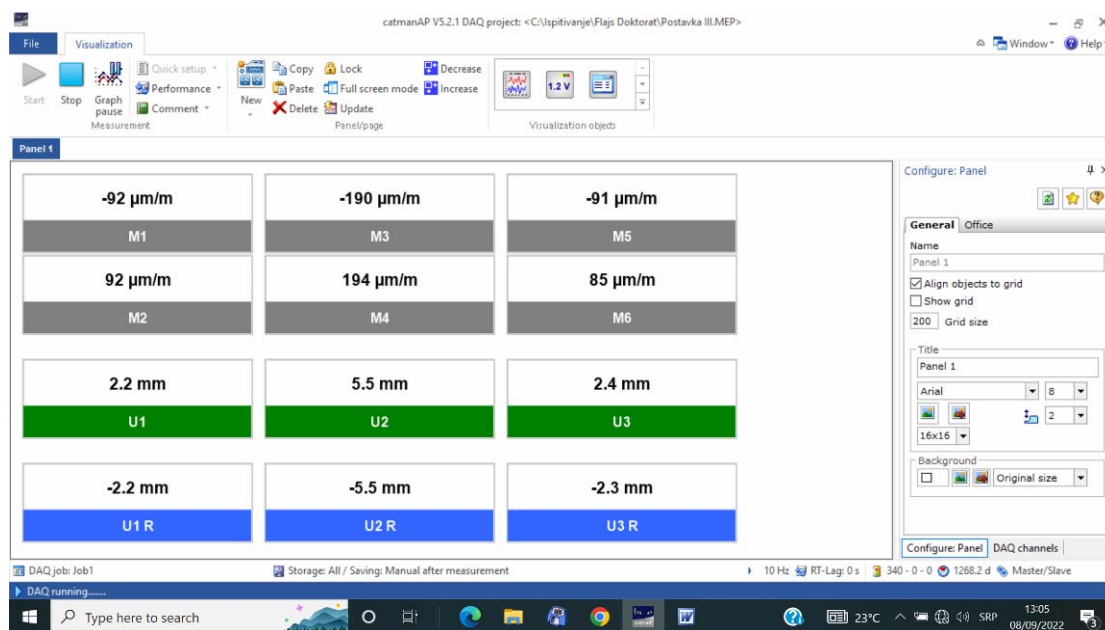 catmanAP V5.2.1 DAQ project: <C:\Ispitivanje\Flajs Doktorat\Postavka III.MEP>
File Visualization Window Help
Start Stop Graph pause Quick setup Performance Comment
Measurement
New Copy Paste Delete Lock Full screen mode Update Decrease Increase
Panel/page
1.2 V
Visualization objects
Panel 1
-92 µm/m -190 µm/m -91 µm/m
M1 M3 M5
92 µm/m 194 µm/m 85 µm/m
M2 M4 M6
2.2 mm 5.5 mm 2.4 mm
U1 U2 U3
-2.2 mm -5.5 mm -2.3 mm
U1 R U2 R U3 R
Configure: Panel
General Office
Name
Panel 1
Align objects to grid
Show grid
200 Grid size
Title
Panel 1
Arial 8
2
16x16
Background
Original size
Configure: Panel DAQ channels
DAQ job: Job1 Storage: All / Saving: Manual after measurement 10 Hz RT-Lag: 0 s 340 - 0 - 0 1268.2 d Master/Slave
DAQ running.......
Type here to search 23°C SRP 13:05
08/09/2022 3